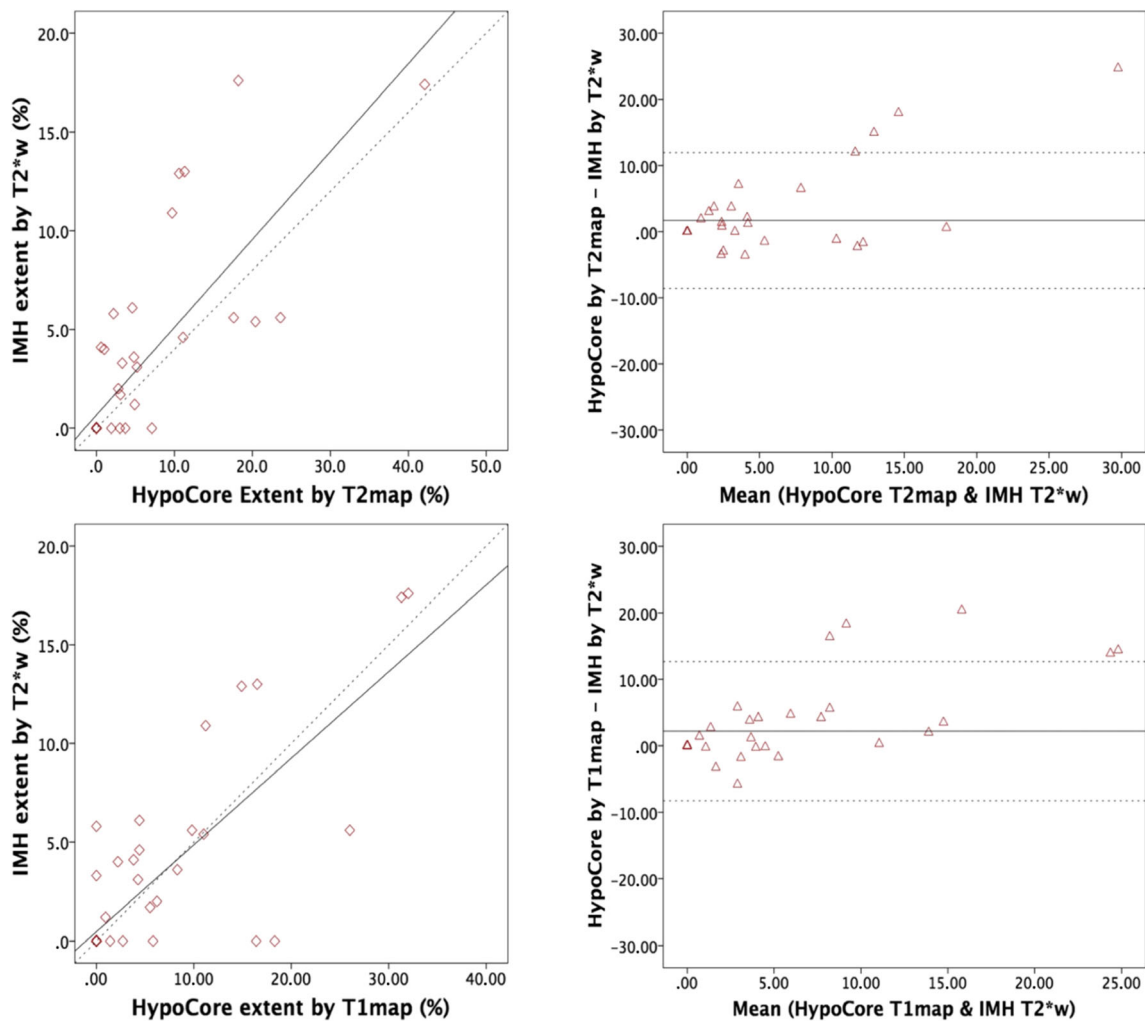 IMH extent by T2*w (%)
20.0
15.0
10.0
5.0
.0
.00 10.0 20.0 30.0 40.0 50.0
HypoCore Extent by T2map (%)
HypoCore by T2map – IMH by T2*w
30.00
20.00
10.00
.00
-10.00
-20.00
-30.00
.00 5.00 10.00 15.00 20.00 25.00 30.00
Mean (HypoCore T2map & IMH T2*w)
IMH extent by T2*w (%)
20.0
15.0
10.0
5.0
.0
.00 10.00 20.00 30.00 40.00
HypoCore extent by T1map (%)
HypoCore by T1map – IMH by T2*w
30.00
20.00
10.00
.00
-10.00
-20.00
-30.00
.00 5.00 10.00 15.00 20.00 25.00
Mean (HypoCore T1map & IMH T2*w)